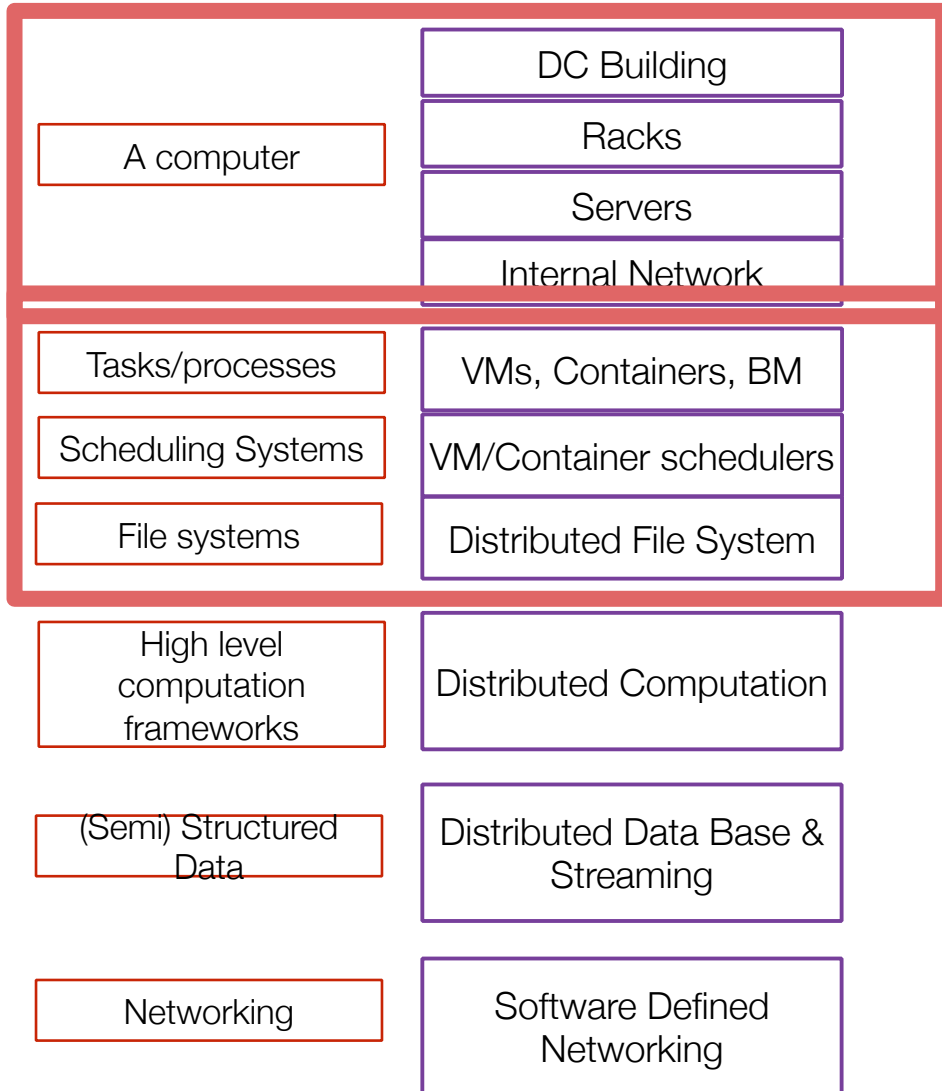 DC Building
A computer
Racks
Servers
Internal Network
Tasks/processes
VMs, Containers, BM
Scheduling Systems
VM/Container schedulers
File systems
Distributed File System
High level
computation
frameworks
Distributed Computation
(Semi) Structured
Data
Distributed Data Base &
Streaming
Networking
Software Defined
Networking